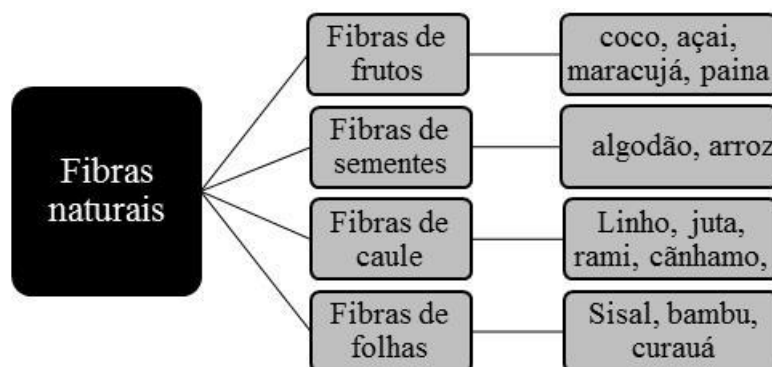 Fibras
naturais
Fibras de
frutos
coco, açai,
maracujá, paina
Fibras de
sementes
algodão, arroz
Fibras de
caule
Linho, juta,
rami, cãnhamo,
Fibras de
folhas
Sisal, bambu,
curauá